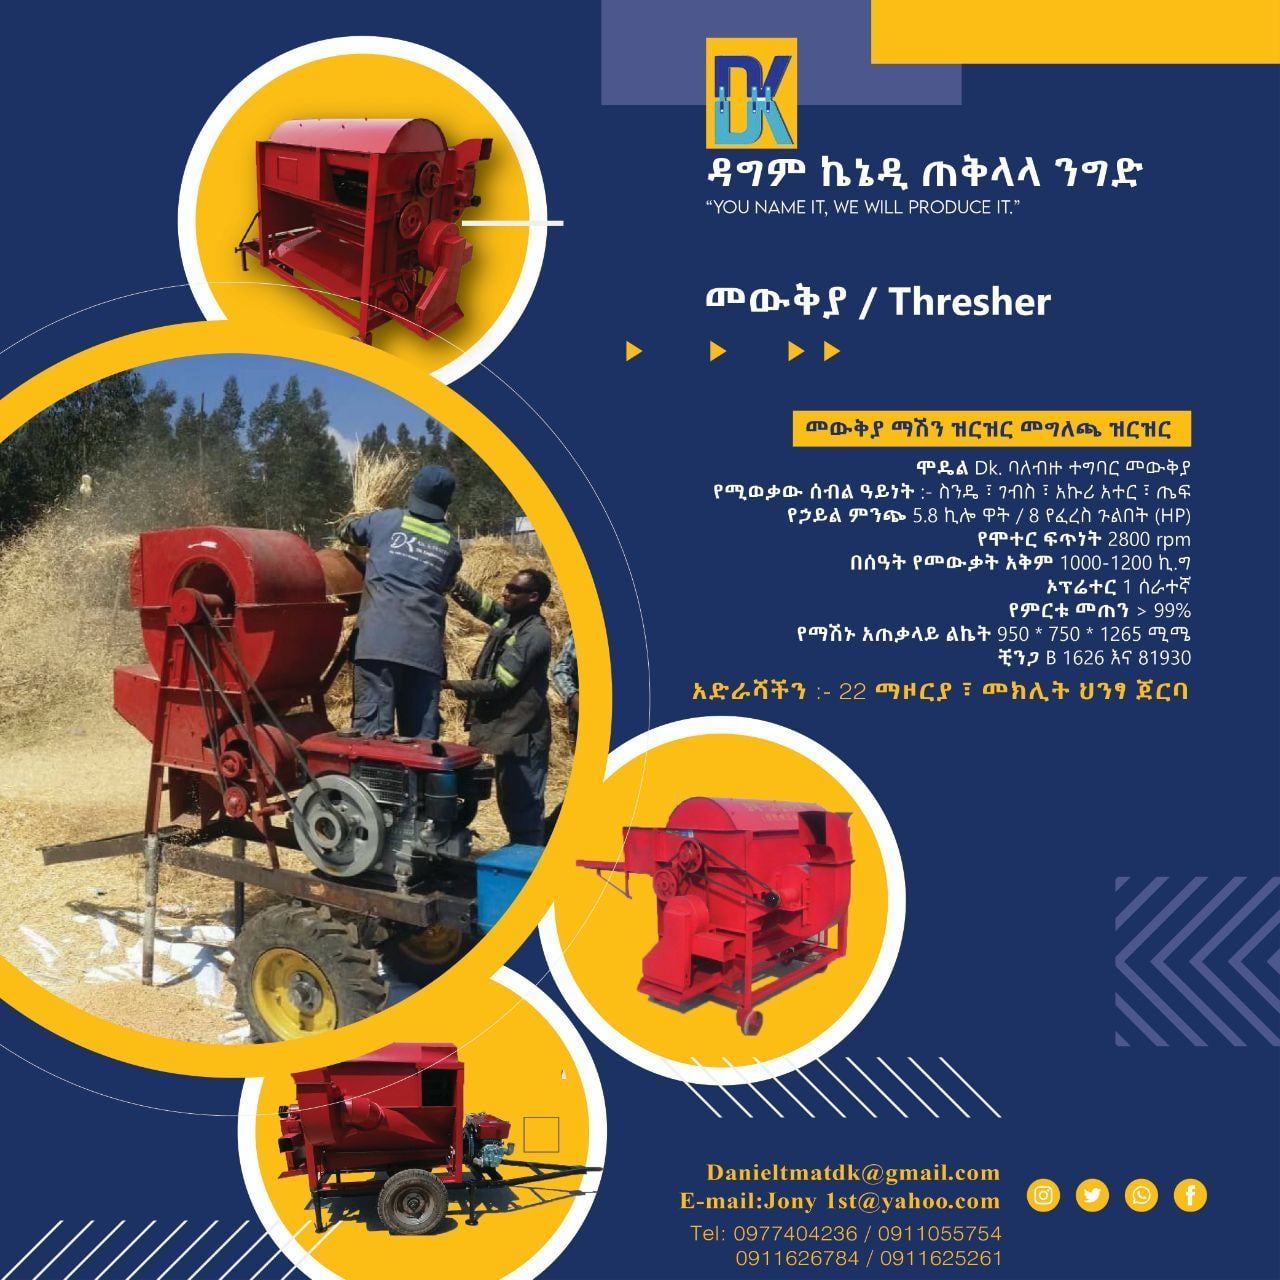 DK
ዳግም ኬኔዲ ጠቅላላ ንግድ
“YOU NAME IT, WE WILL PRODUCE IT.”
መውቅያ / Thresher
መውቅያ ማሽን ዝርዝር መግለጫ ዝርዝር
ሞዴል Dk. ባለብዙ ተግባር መውቅያ
የሚወቃው ሰብል ዓይነት :- ስንዴ ፣ ገብስ ፣ አኩሪ አተር ፣ ጤፍ
የኃይል ምንጭ 5.8 ኪሎ ዋት / 8 የፈረስ ጉልበት (HP)
የሞተር ፍጥነት 2800 rpm
በሰዓት የመውቃት አቅም 1000-1200 ኪ.ግ
ኦፕሬተር 1 ሰራተኛ
የምርቱ መጠን > 99%
የማሽኑ አጠቃላይ ልኬት 950 * 750 * 1265 ሚሜ
ቺንጋ B 1626 እና 81930
አድራሻችን :- 22 ማዞርያ ፣ መክሊት ህንፃ ጀርባ
DK
Danieltmatdk@gmail.com
E-mail:Jony 1st@yahoo.com
Tel: 0977404236 / 0911055754
0911626784 / 0911625261